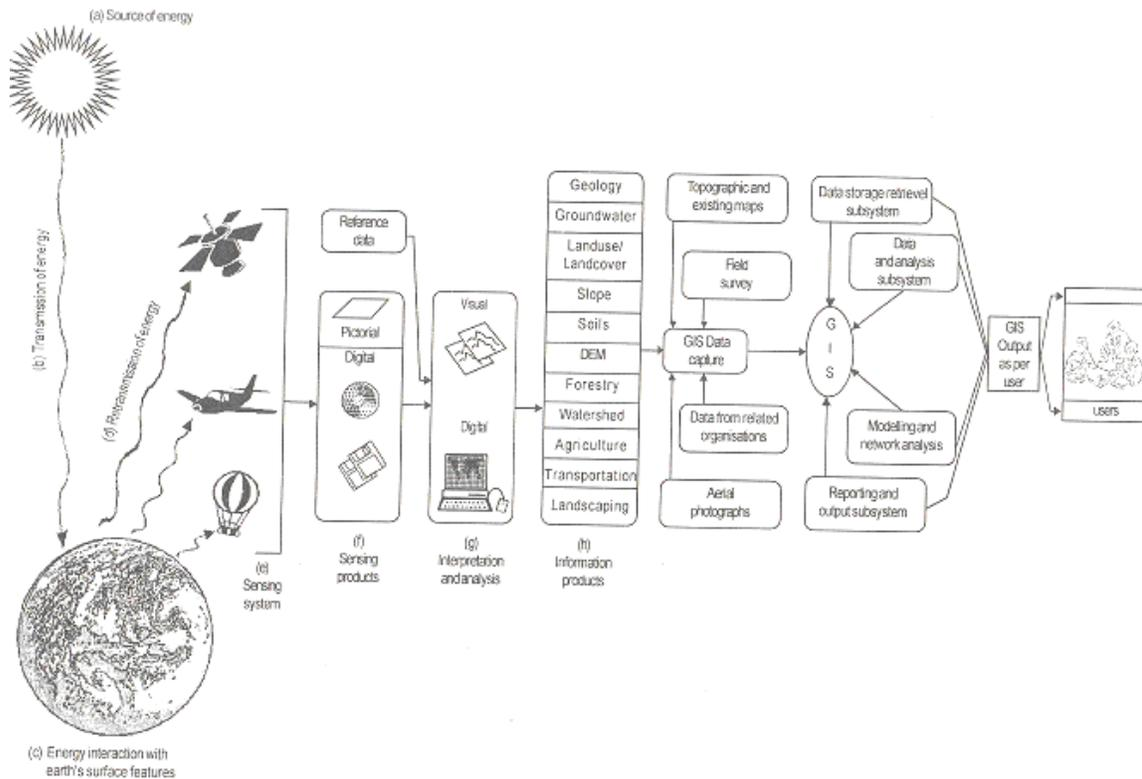 (a) Source of energy
(b) Transmission of energy
(d) Retransmission of energy
(c) Energy interaction with
earth's surface features
(e)
Sensing
system
Reference
data
Pictorial
Digital
(f)
Sensing
products
Visual
Digital
(g)
Interpretation
and analysis
Geology
Groundwater
Landuse/
Landcover
Slope
Soils
DEM
Forestry
Watershed
Agriculture
Transportation
Landscaping
(h)
Information
products
Topographic and
existing maps
Field
survey
GIS Data
capture
Data from related
organisations
Aerial
photographs
Data storage retrievel
subsystem
Data
and analysis
subsystem
G
I
S
Modelling and
network analysis
Reporting and
output subsystem
GIS
Output
as per
user
users